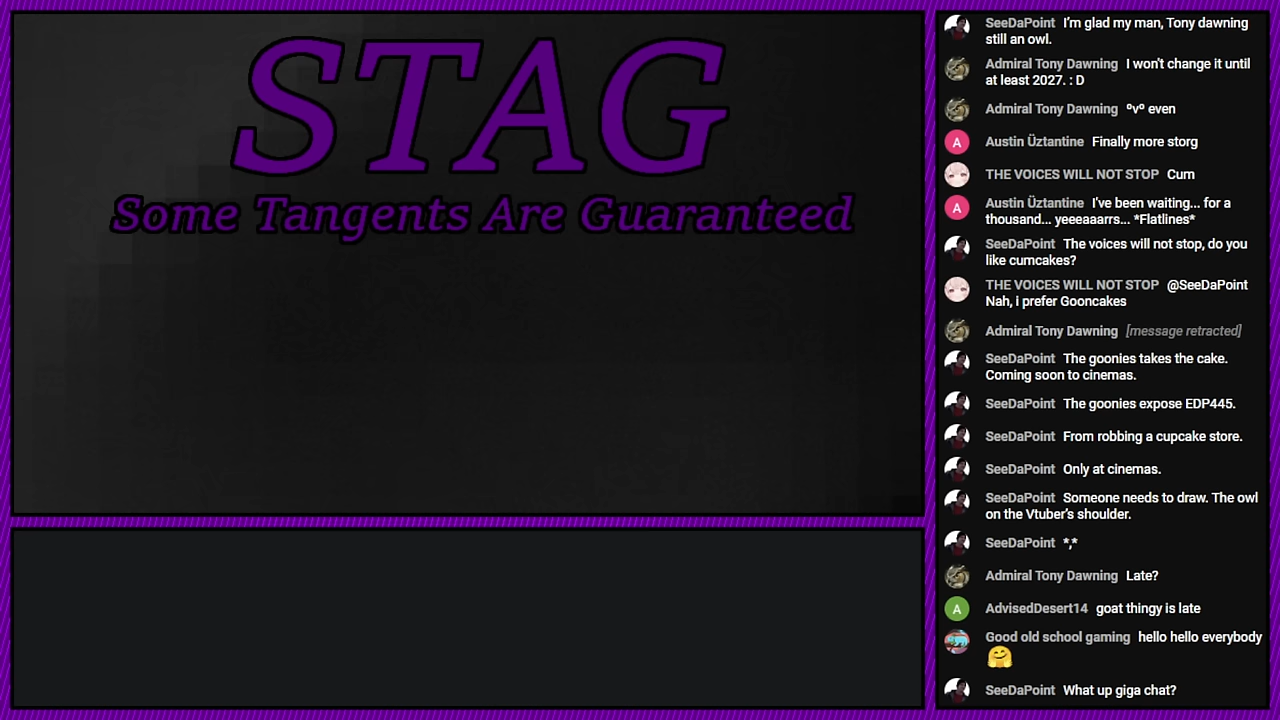 STAG
Some Tangents Are Guaranteed
SeeDaPoint I'm glad my man, Tony dawning
still an owl.
Admiral Tony Dawning I won't change it until
at least 2027. : D
Admiral Tony Dawning ºvº even
A Austin Üztantine Finally more storg
THE VOICES WILL NOT STOP Cum
A Austin Üztantine I've been waiting... for a
thousand... yeeeaaarrs... *Flatlines*
SeeDaPoint The voices will not stop, do you
like cumcakes?
THE VOICES WILL NOT STOP @SeeDaPoint
Nah, i prefer Gooncakes
Admiral Tony Dawning [message retracted]
SeeDaPoint The goonies takes the cake.
Coming soon to cinemas.
SeeDaPoint The goonies expose EDP445.
SeeDaPoint From robbing a cupcake store.
SeeDaPoint Only at cinemas.
SeeDaPoint Someone needs to draw. The owl
on the Vtuber's shoulder.
SeeDaPoint *,*
Admiral Tony Dawning Late?
A AdvisedDesert14 goat thingy is late
Good old school gaming hello hello everybody
🤗
SeeDaPoint What up giga chat?